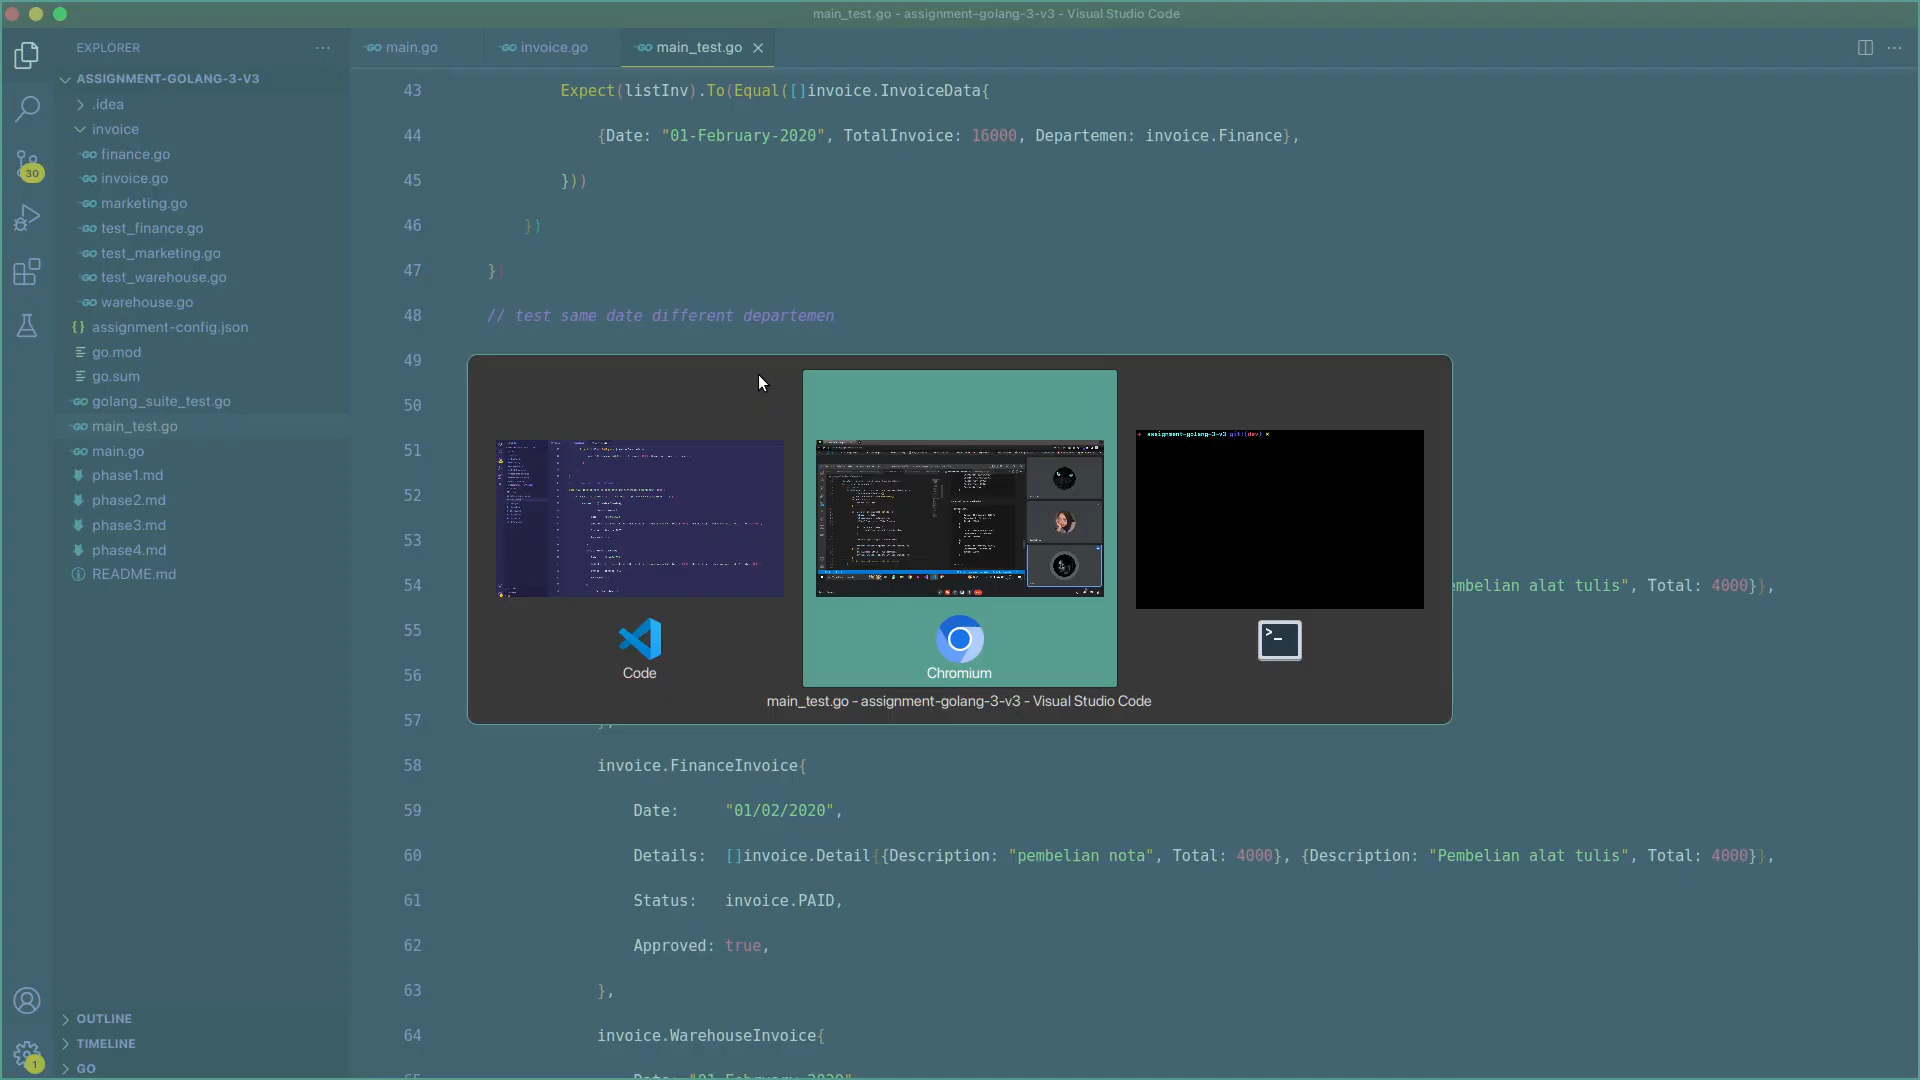 main_test.go - assignment-golang-3-v3 - Visual Studio Code
EXPLORER
main.go
invoice.go
main_test.go
ASSIGNMENT-GOLANG-3-V3
.idea
invoice
finance.go
invoice.go
marketing.go
test_finance.go
test_marketing.go
test_warehouse.go
warehouse.go
assignment-config.json
go.mod
go.sum
golang_suite_test.go
main_test.go
main.go
phase1.md
phase2.md
phase3.md
phase4.md
README.md
OUTLINE
TIMELINE
GO
30
1
43 Expect(listInv).To(Equal([]invoice.InvoiceData{
44 {Date: "01-February-2020", TotalInvoice: 16000, Departemen: invoice.Finance},
45 }))
46 })
47 }
48 // test same date different departemen
49
50
51
52
53
54 embelian alat tulis", Total: 4000}},
55
56
57 },
58 invoice.FinanceInvoice{
59 Date: "01/02/2020",
60 Details: []invoice.Detail{{Description: "pembelian nota", Total: 4000}, {Description: "Pembelian alat tulis", Total: 4000}},
61 Status: invoice.PAID,
62 Approved: true,
63 },
64 invoice.WarehouseInvoice{
65 Date: "01-February-2020"
assignment-golang-3-v3 git:(dev)
Code
Chromium
main_test.go - assignment-golang-3-v3 - Visual Studio Code